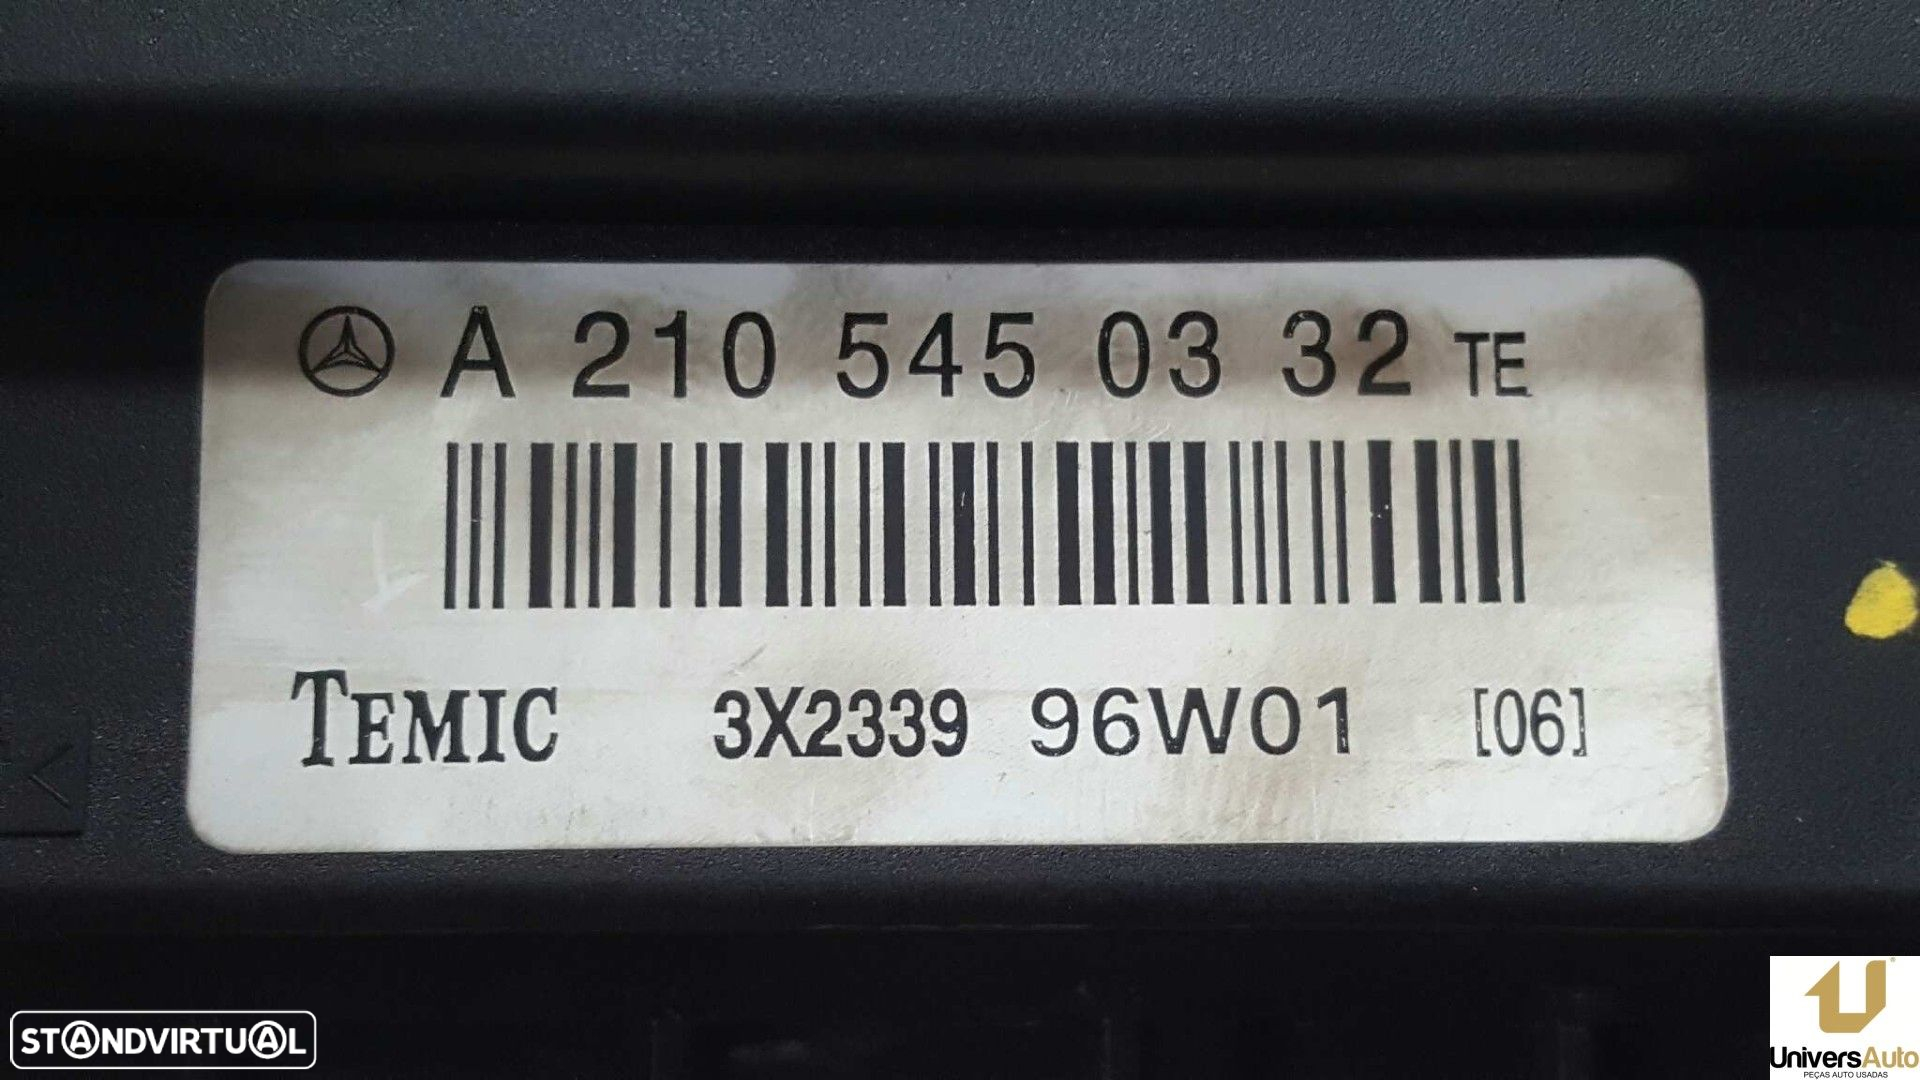 A 210 545 03 32 TE
TEMIC 3X2339 96W01 [06]
STANDVIRTUAL
UniversAuto
PEÇAS AUTO USADAS